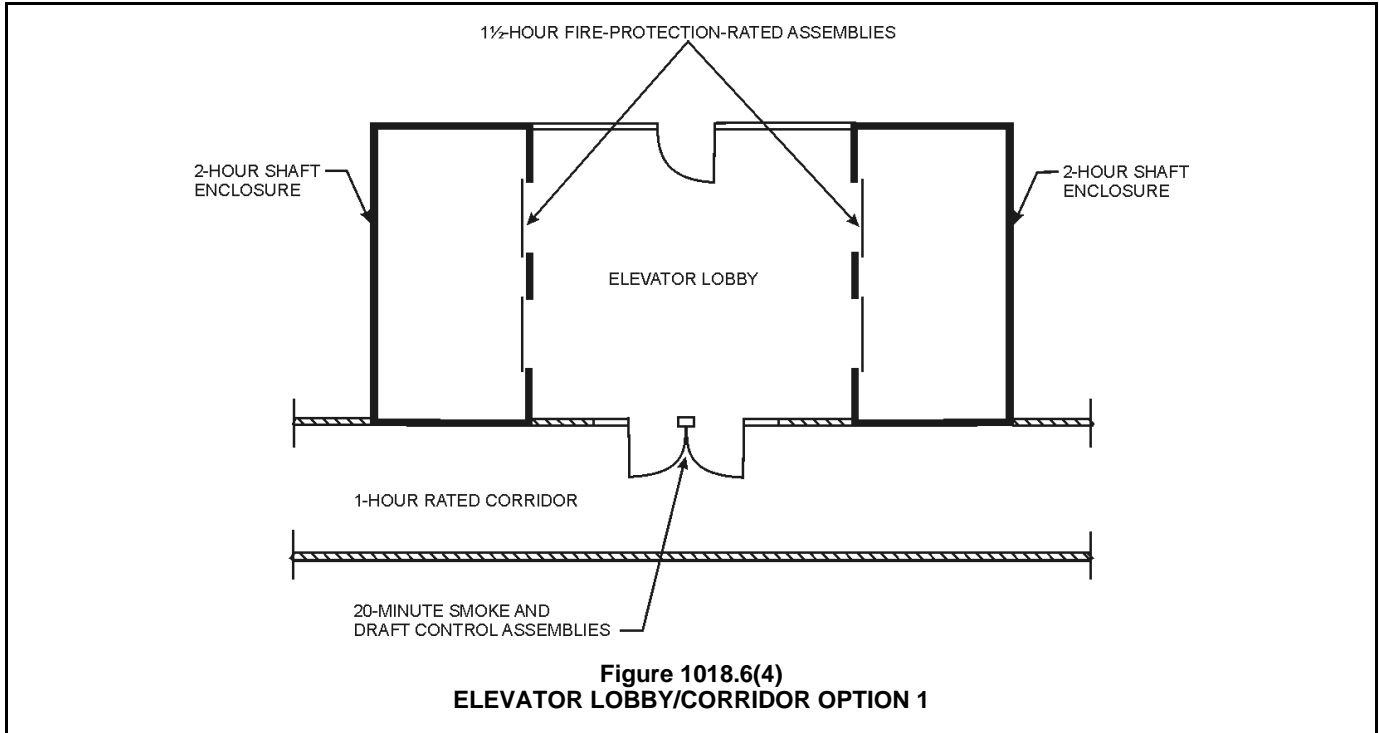 1½-HOUR FIRE-PROTECTION-RATED ASSEMBLIES
2-HOUR SHAFT
ENCLOSURE
2-HOUR SHAFT
ENCLOSURE
ELEVATOR LOBBY
1-HOUR RATED CORRIDOR
20-MINUTE SMOKE AND
DRAFT CONTROL ASSEMBLIES
Figure 1018.6(4)
ELEVATOR LOBBY/CORRIDOR OPTION 1